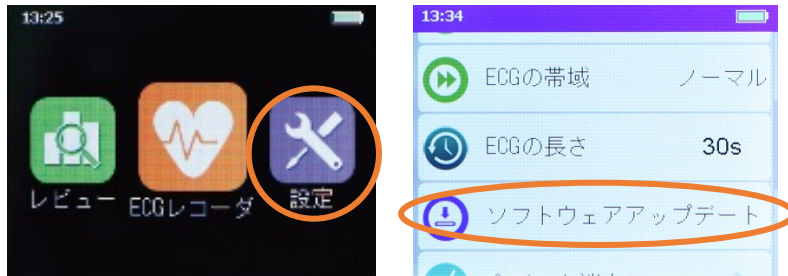 13:25
レビュー
ECGレコーダ
設定
13:34
ECGの帯域 ノーマル
ECGの長さ 30s
ソフトウェアアップデート